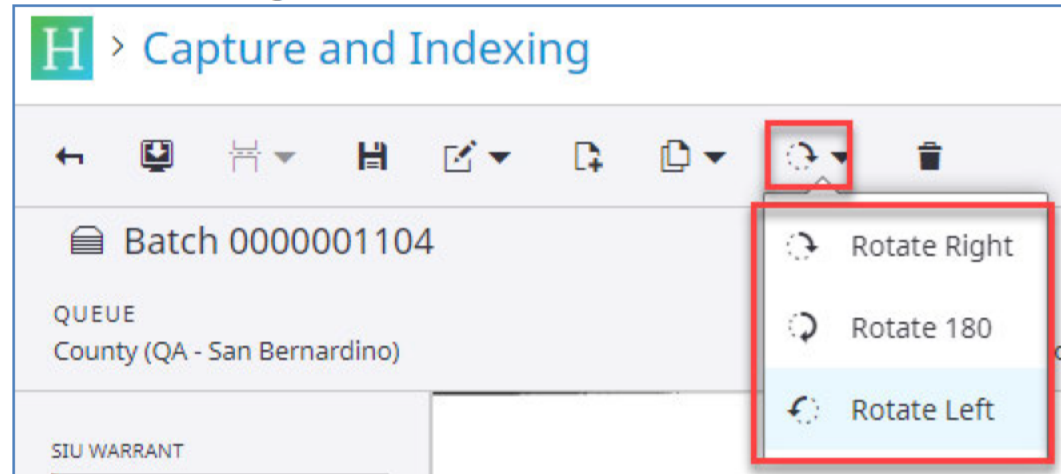 H > Capture and Indexing
Batch 0000001104
Rotate Right
QUEUE
Rotate 180
County (QA - San Bernardino)
Rotate Left
SIU WARRANT